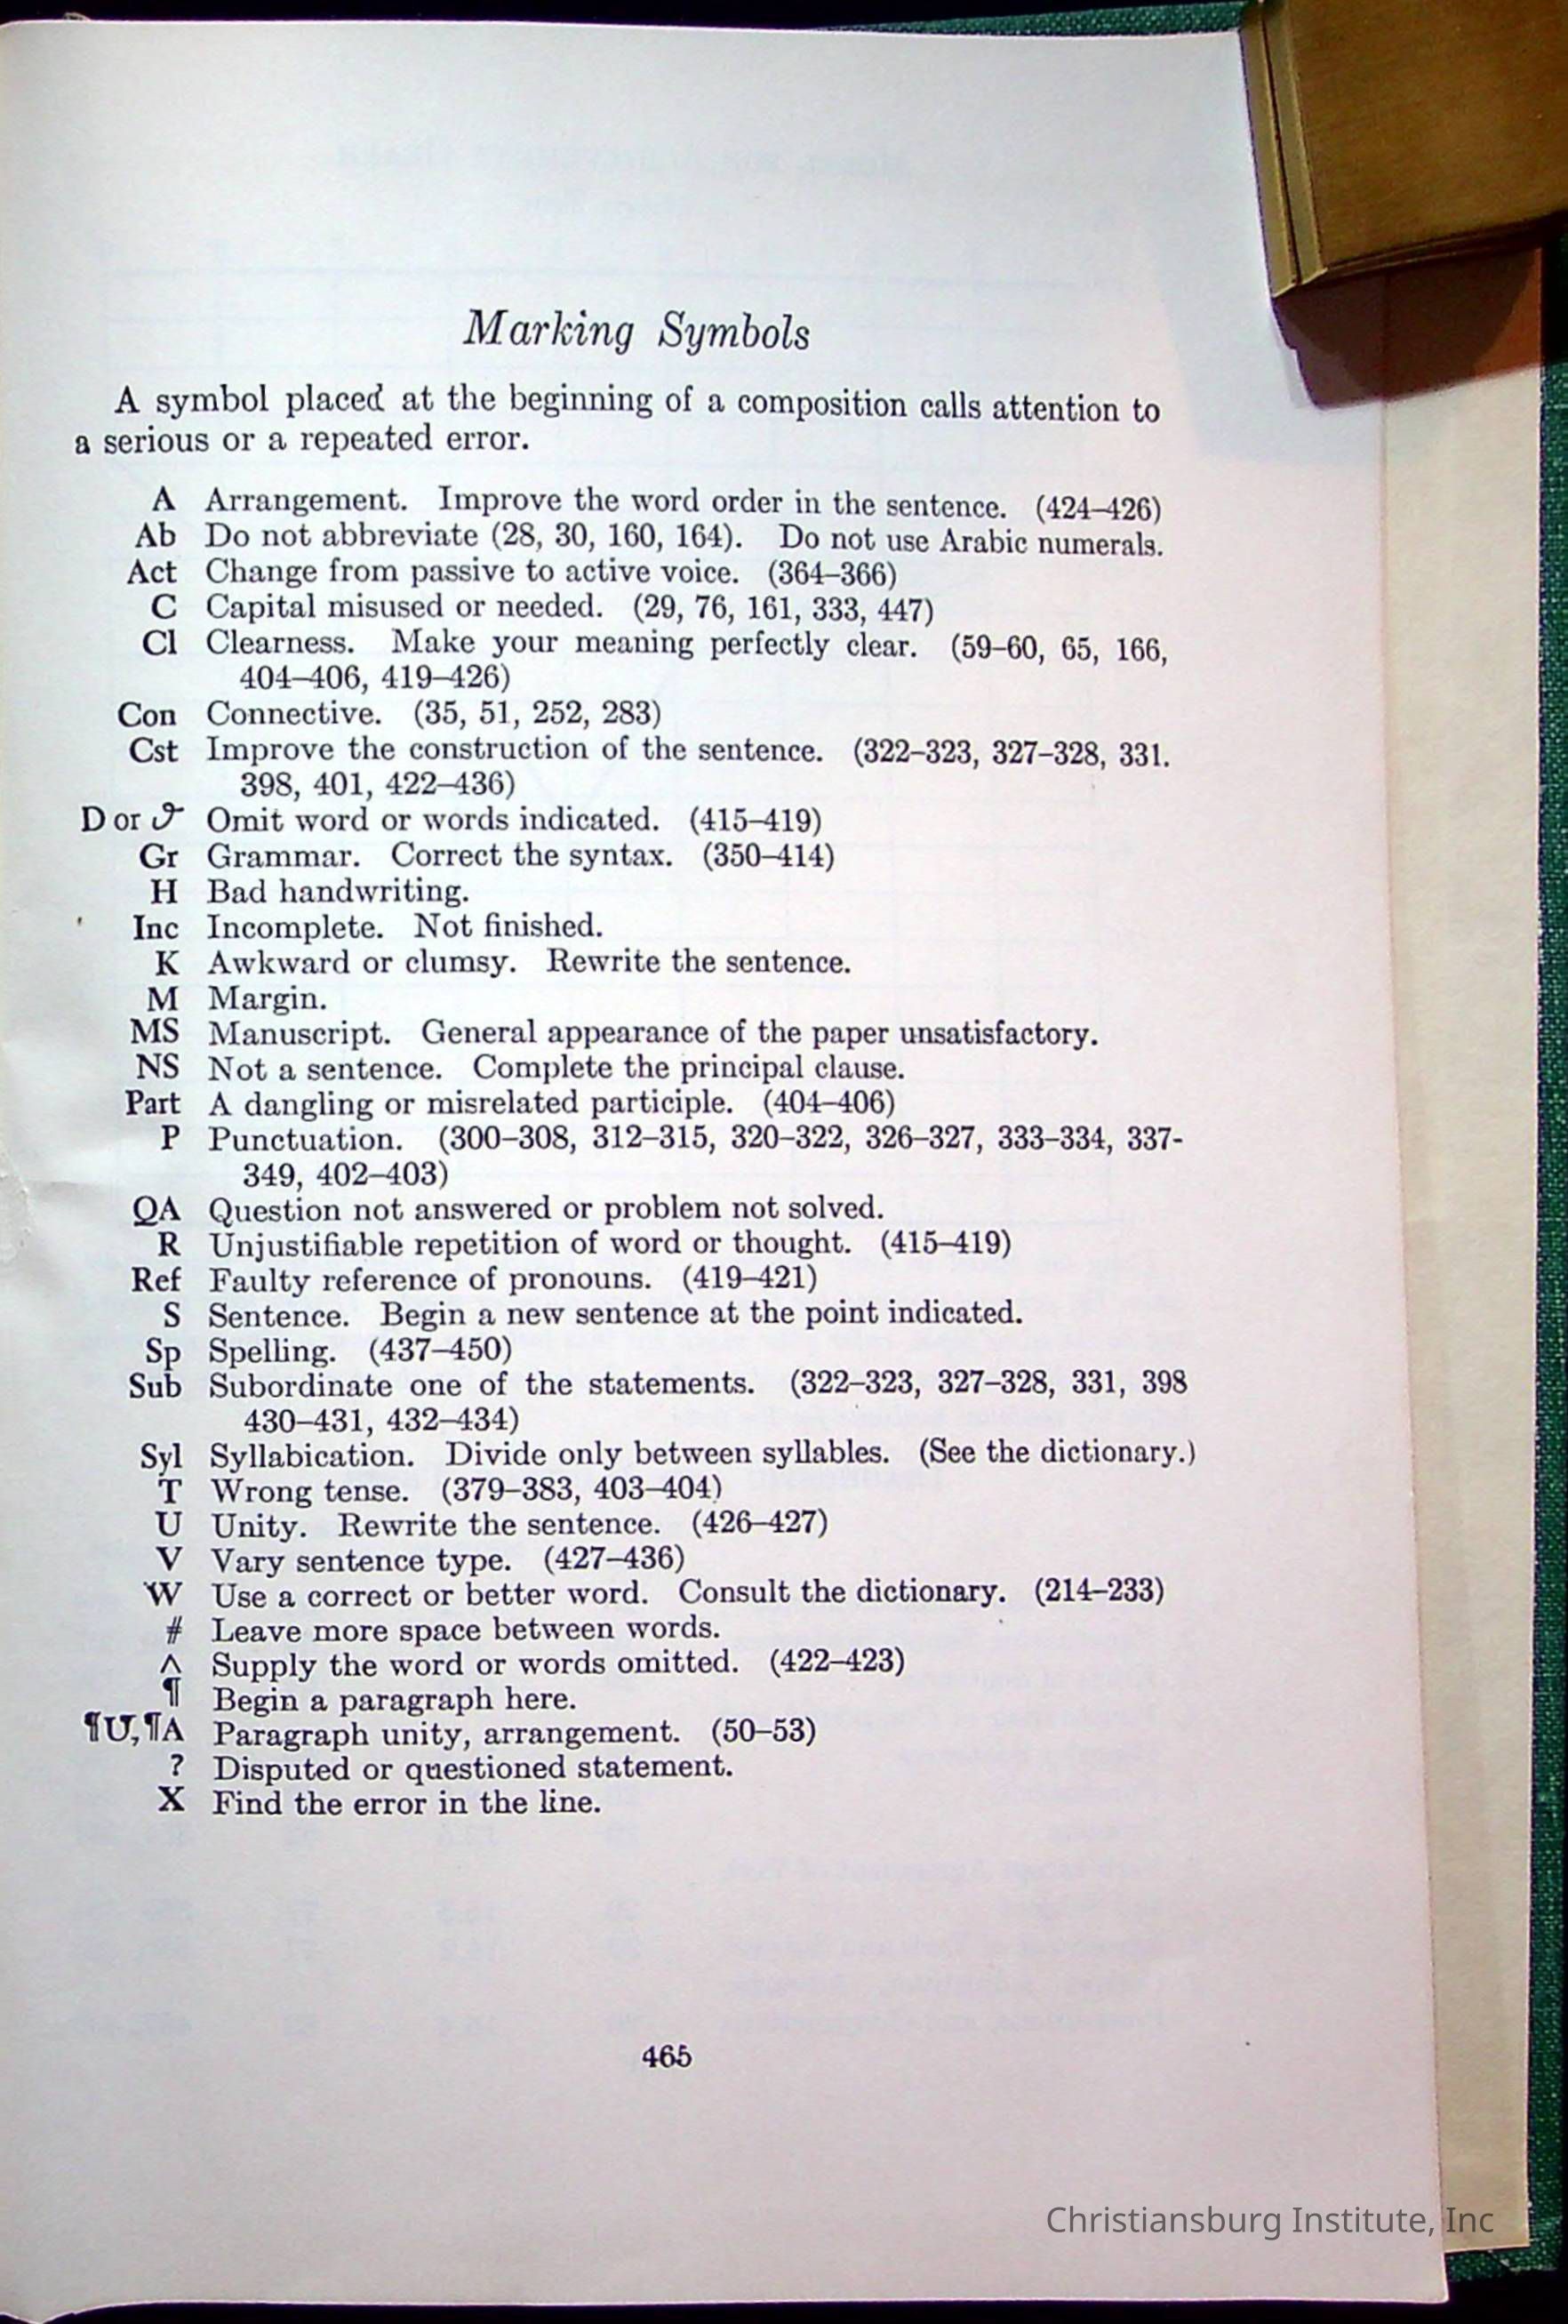 Marking Symbols
A symbol placed at the beginning of a composition calls attention to
a serious or a repeated error.
A Arrangement. Improve the word order in the sentence. (424–426)
Ab Do not abbreviate (28, 30, 160, 164). Do not use Arabic numerals.
Act Change from passive to active voice. (364–366)
C Capital misused or needed. (29, 76, 161, 333, 447)
Cl Clearness. Make your meaning perfectly clear. (59–60, 65, 166,
404–406, 419–426)
Con Connective. (35, 51, 252, 283)
Cst Improve the construction of the sentence. (322–323, 327–328, 331.
398, 401, 422–436)
D or ₰ Omit word or words indicated. (415–419)
Gr Grammar. Correct the syntax. (350–414)
H Bad handwriting.
Inc Incomplete. Not finished.
K Awkward or clumsy. Rewrite the sentence.
M Margin.
MS Manuscript. General appearance of the paper unsatisfactory.
NS Not a sentence. Complete the principal clause.
Part A dangling or misrelated participle. (404–406)
P Punctuation. (300–308, 312–315, 320–322, 326–327, 333–334, 337-
349, 402–403)
QA Question not answered or problem not solved.
R Unjustifiable repetition of word or thought. (415–419)
Ref Faulty reference of pronouns. (419–421)
S Sentence. Begin a new sentence at the point indicated.
Sp Spelling. (437–450)
Sub Subordinate one of the statements. (322–323, 327–328, 331, 398
430–431, 432–434)
Syl Syllabication. Divide only between syllables. (See the dictionary.)
T Wrong tense. (379–383, 403–404)
U Unity. Rewrite the sentence. (426–427)
V Vary sentence type. (427–436)
W Use a correct or better word. Consult the dictionary. (214–233)
# Leave more space between words.
^ Supply the word or words omitted. (422–423)
¶ Begin a paragraph here.
¶U, ¶A Paragraph unity, arrangement. (50–53)
? Disputed or questioned statement.
X Find the error in the line.
465
Christiansburg Institute, Inc